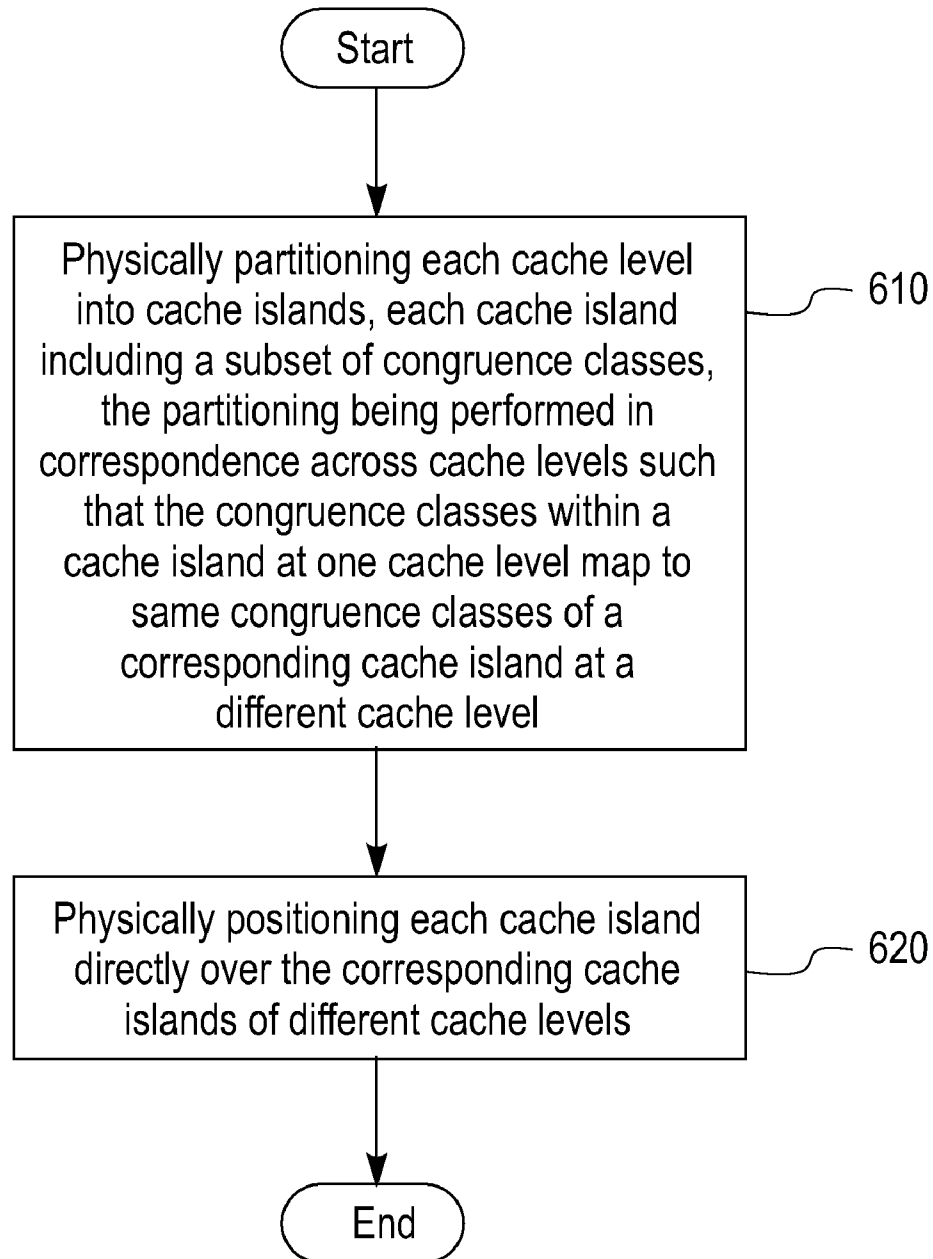 Start
Physically partitioning each cache level
into cache islands, each cache island
including a subset of congruence classes,
the partitioning being performed in
correspondence across cache levels such
that the congruence classes within a
cache island at one cache level map to
same congruence classes of a
corresponding cache island at a
different cache level
610
Physically positioning each cache island
directly over the corresponding cache
islands of different cache levels
620
End